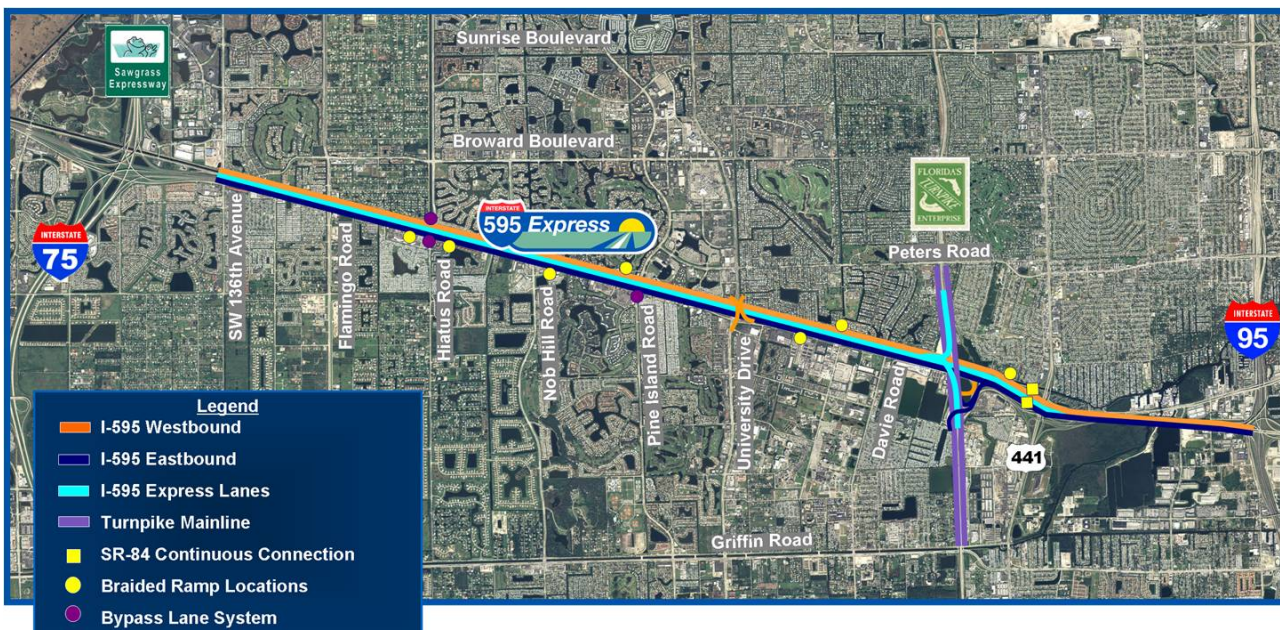 Sunrise Boulevard
Sawgrass
Expressway
Broward Boulevard
FLORIDA'S
TURNPIKE
ENTERPRISE
INTERSTATE
595 Express
Peters Road
INTERSTATE
75
SW 136th Avenue
Flamingo Road
Hiatus Road
Nob Hill Road
Pine Island Road
University Drive
Davie Road
INTERSTATE
95
441
Griffin Road
Legend
I-595 Westbound
I-595 Eastbound
I-595 Express Lanes
Turnpike Mainline
SR-84 Continuous Connection
Braided Ramp Locations
Bypass Lane System